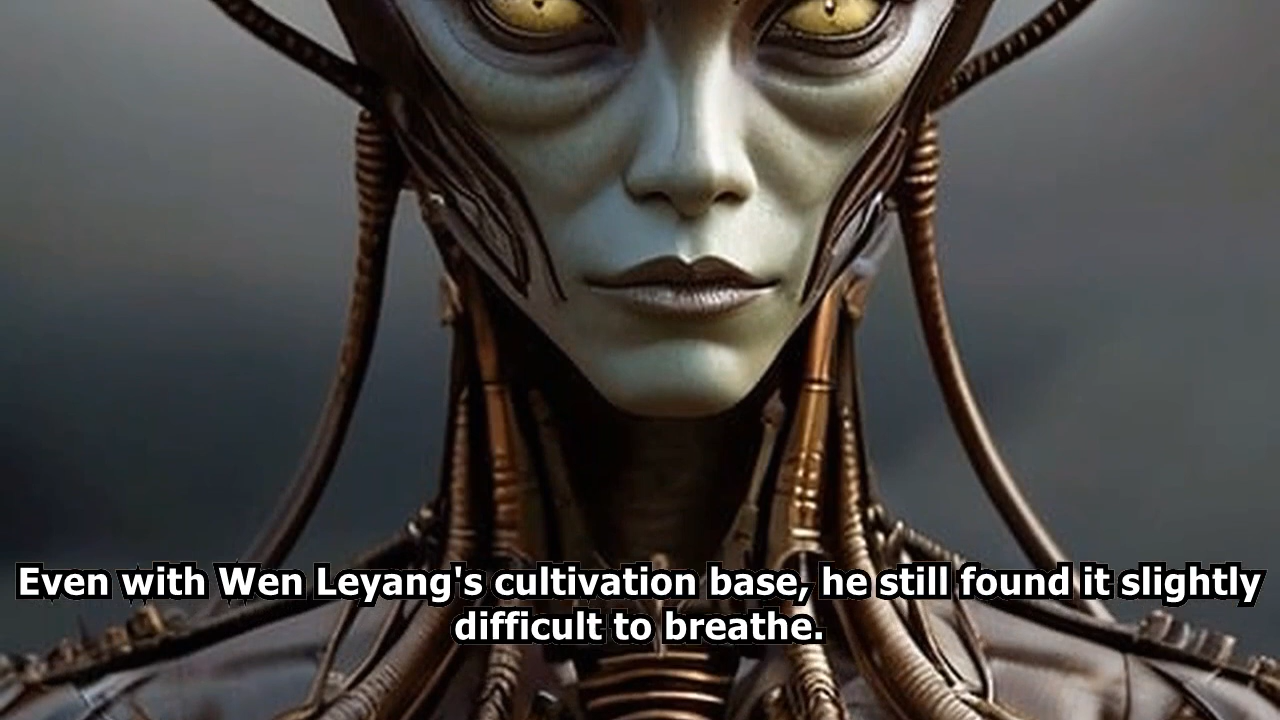 Even with Wen Leyang's cultivation base, he still found it slightly
difficult to breathe.